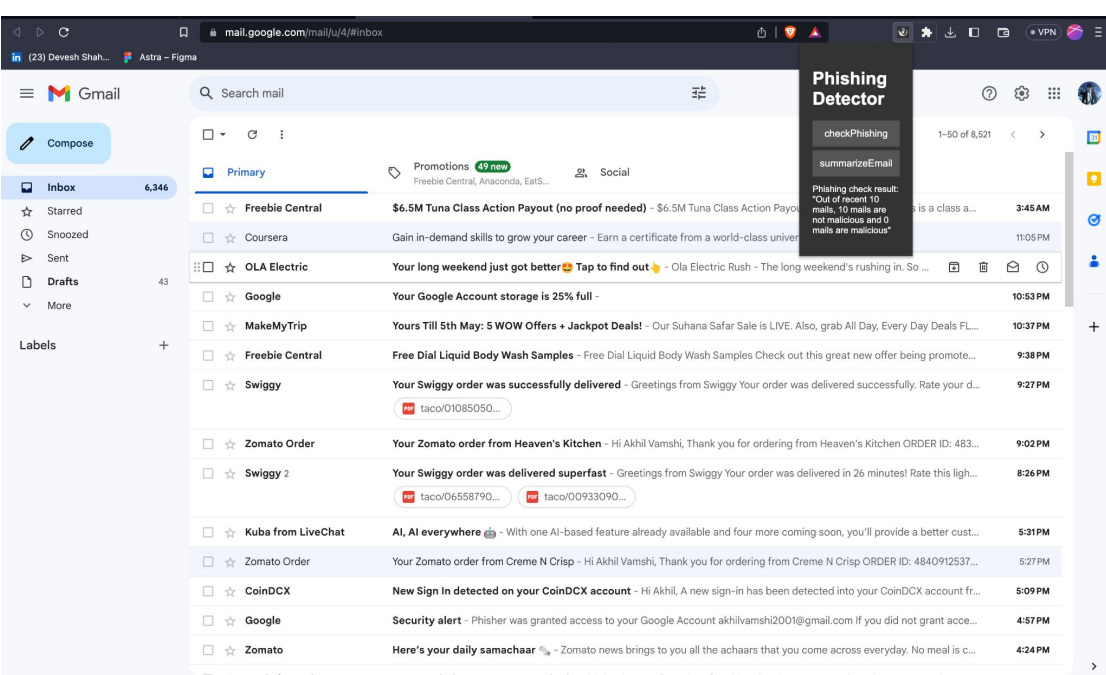 mail.google.com/mail/u/4/#inbox
VPN
in (23) Devesh Shah...
Astra – Figma
Phishing
Detector
checkPhishing
summarizeEmail
Phishing check result:
"Out of recent 10
mails, 10 mails are
not malicious and 0
mails are malicious"
Gmail
Search mail
Compose
Inbox 6,346
Starred
Snoozed
Sent
Drafts 43
More
Labels
1–50 of 8,521
Primary
Promotions 49 new
Freebie Central, Anaconda, EatS...
Social
Freebie Central $6.5M Tuna Class Action Payout (no proof needed) - $6.5M Tuna Class Action Payou s is a class a... 3:45 AM
Coursera Gain in-demand skills to grow your career - Earn a certificate from a world-class univer 11:05 PM
OLA Electric Your long weekend just got better🤩 Tap to find out👆 - Ola Electric Rush - The long weekend's rushing in. So ...
Google Your Google Account storage is 25% full - 10:53 PM
MakeMyTrip Yours Till 5th May: 5 WOW Offers + Jackpot Deals! - Our Suhana Safar Sale is LIVE. Also, grab All Day, Every Day Deals FL... 10:37 PM
Freebie Central Free Dial Liquid Body Wash Samples - Free Dial Liquid Body Wash Samples Check out this great new offer being promote... 9:38 PM
Swiggy Your Swiggy order was successfully delivered - Greetings from Swiggy Your order was delivered successfully. Rate your d... 9:27 PM
PDF taco/01085050...
Zomato Order Your Zomato order from Heaven's Kitchen - Hi Akhil Vamshi, Thank you for ordering from Heaven's Kitchen ORDER ID: 483... 9:02 PM
Swiggy 2 Your Swiggy order was delivered superfast - Greetings from Swiggy Your order was delivered in 26 minutes! Rate this ligh... 8:26 PM
PDF taco/06558790... PDF taco/00933090...
Kuba from LiveChat AI, AI everywhere 🤖 - With one AI-based feature already available and four more coming soon, you'll provide a better cust... 5:31 PM
Zomato Order Your Zomato order from Creme N Crisp - Hi Akhil Vamshi, Thank you for ordering from Creme N Crisp ORDER ID: 4840912537... 5:27 PM
CoinDCX New Sign In detected on your CoinDCX account - Hi Akhil, A new sign-in has been detected into your CoinDCX account fr... 5:09 PM
Google Security alert - Phisher was granted access to your Google Account akhilvamshi2001@gmail.com If you did not grant acce... 4:57 PM
Zomato Here's your daily samachaar 🗞️ - Zomato news brings to you all the achaars that you come across everyday. No meal is c... 4:24 PM